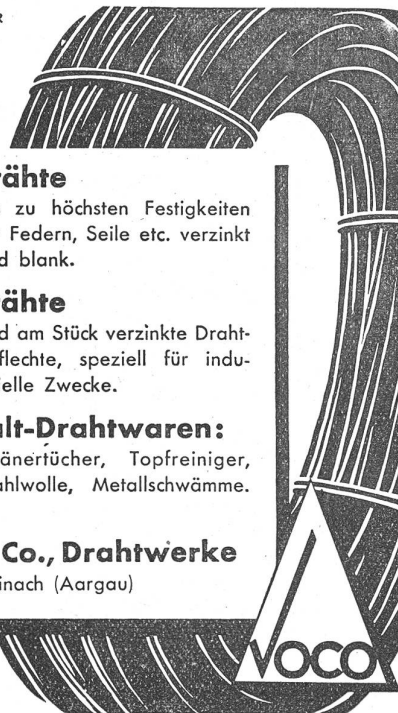 R
ähte
zu höchsten Festigkeiten
Federn, Seile etc. verzinkt
d blank.
ähte
d am Stück verzinkte Draht-
flechte, speziell für indu-
ielle Zwecke.
lt-Drahtwaren:
änertücher, Topfreiniger,
ahlwolle, Metallschwämme.
Co., Drahtwerke
inach (Aargau)
VOCO